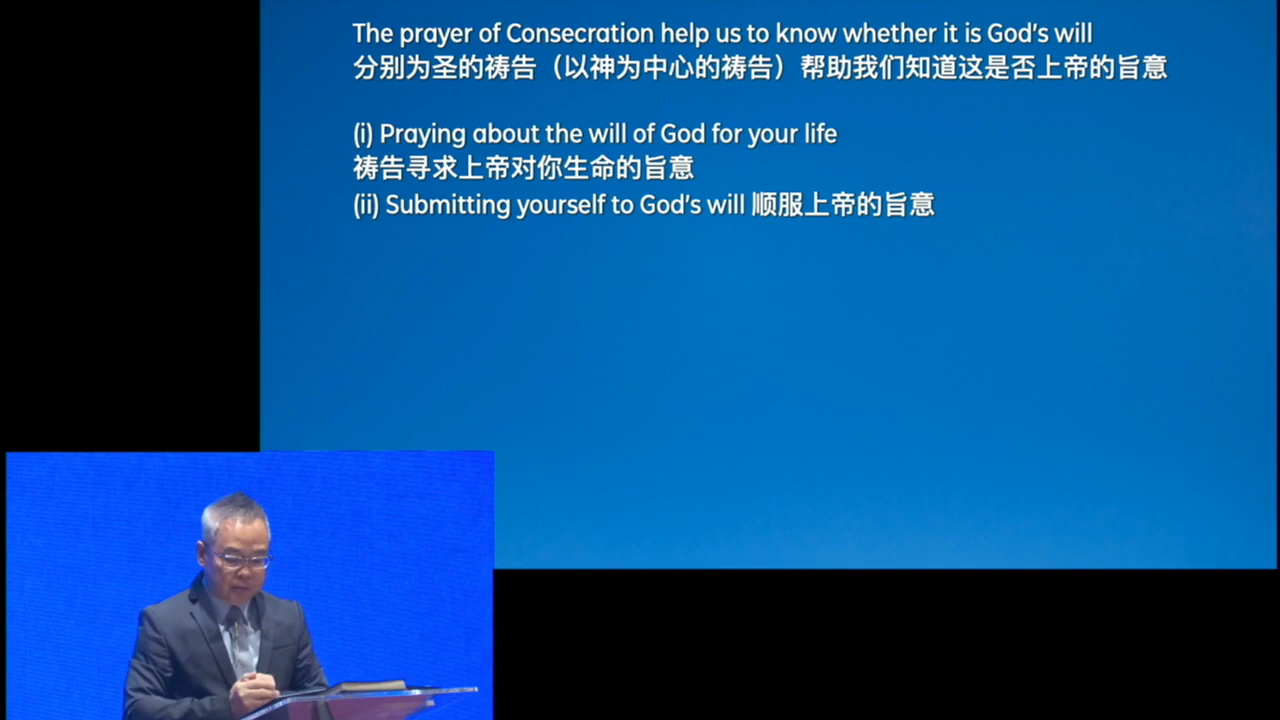 The prayer of Consecration help us to know whether it is God's will
分别为圣的祷告（以神为中心的祷告）帮助我们知道这是否上帝的旨意
(i) Praying about the will of God for your life
祷告寻求上帝对你生命的旨意
(ii) Submitting yourself to God's will 顺服上帝的旨意